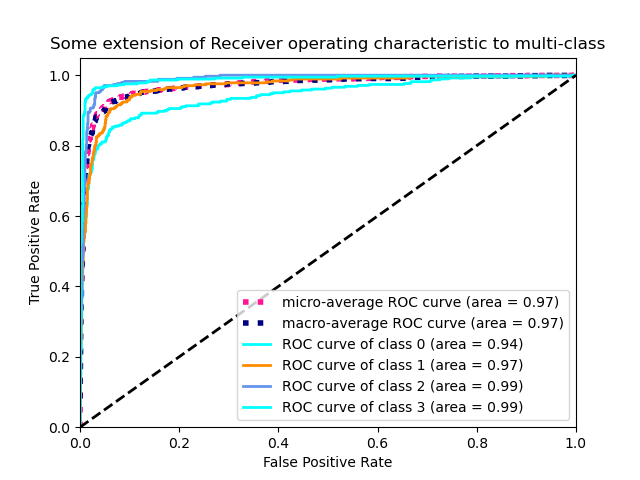 Some extension of Receiver operating characteristic to multi-class
1.0
0.8
0.6
0.4
0.2
0.0
True Positive Rate
micro-average ROC curve (area = 0.97)
macro-average ROC curve (area = 0.97)
ROC curve of class 0 (area = 0.94)
ROC curve of class 1 (area = 0.97)
ROC curve of class 2 (area = 0.99)
ROC curve of class 3 (area = 0.99)
0.0 0.2 0.4 0.6 0.8 1.0
False Positive Rate